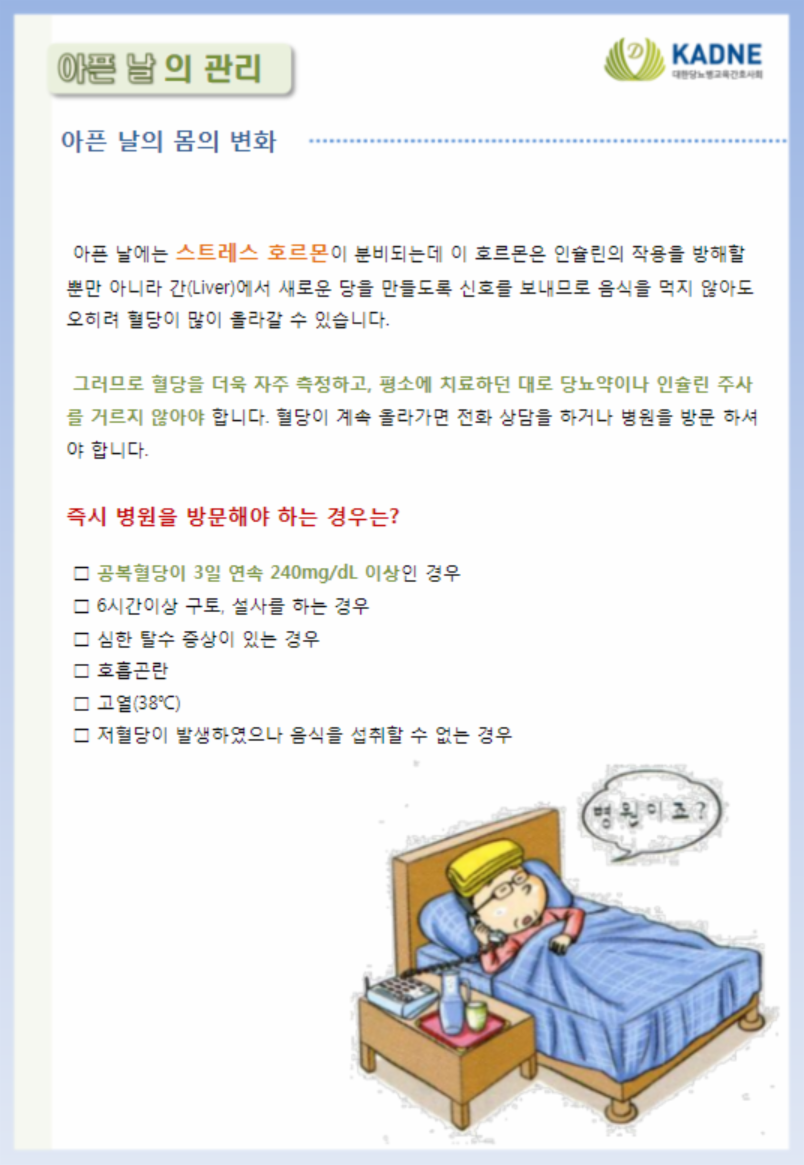 아픈 날의 관리
KADNE
대한당뇨병교육간호사회
아픈 날의 몸의 변화
아픈 날에는 스트레스 호르몬이 분비되는데 이 호르몬은 인슐린의 작용을 방해할
뿐만 아니라 간(Liver)에서 새로운 당을 만들도록 신호를 보내므로 음식을 먹지 않아도
오히려 혈당이 많이 올라갈 수 있습니다.
그러므로 혈당을 더욱 자주 측정하고, 평소에 치료하던 대로 당뇨약이나 인슐린 주사
를 거르지 않아야 합니다. 혈당이 계속 올라가면 전화 상담을 하거나 병원을 방문 하셔
야 합니다.
즉시 병원을 방문해야 하는 경우는?
□ 공복혈당이 3일 연속 240mg/dL 이상인 경우
□ 6시간이상 구토, 설사를 하는 경우
□ 심한 탈수 증상이 있는 경우
□ 호흡곤란
□ 고열(38℃)
□ 저혈당이 발생하였으나 음식을 섭취할 수 없는 경우
병원이죠?